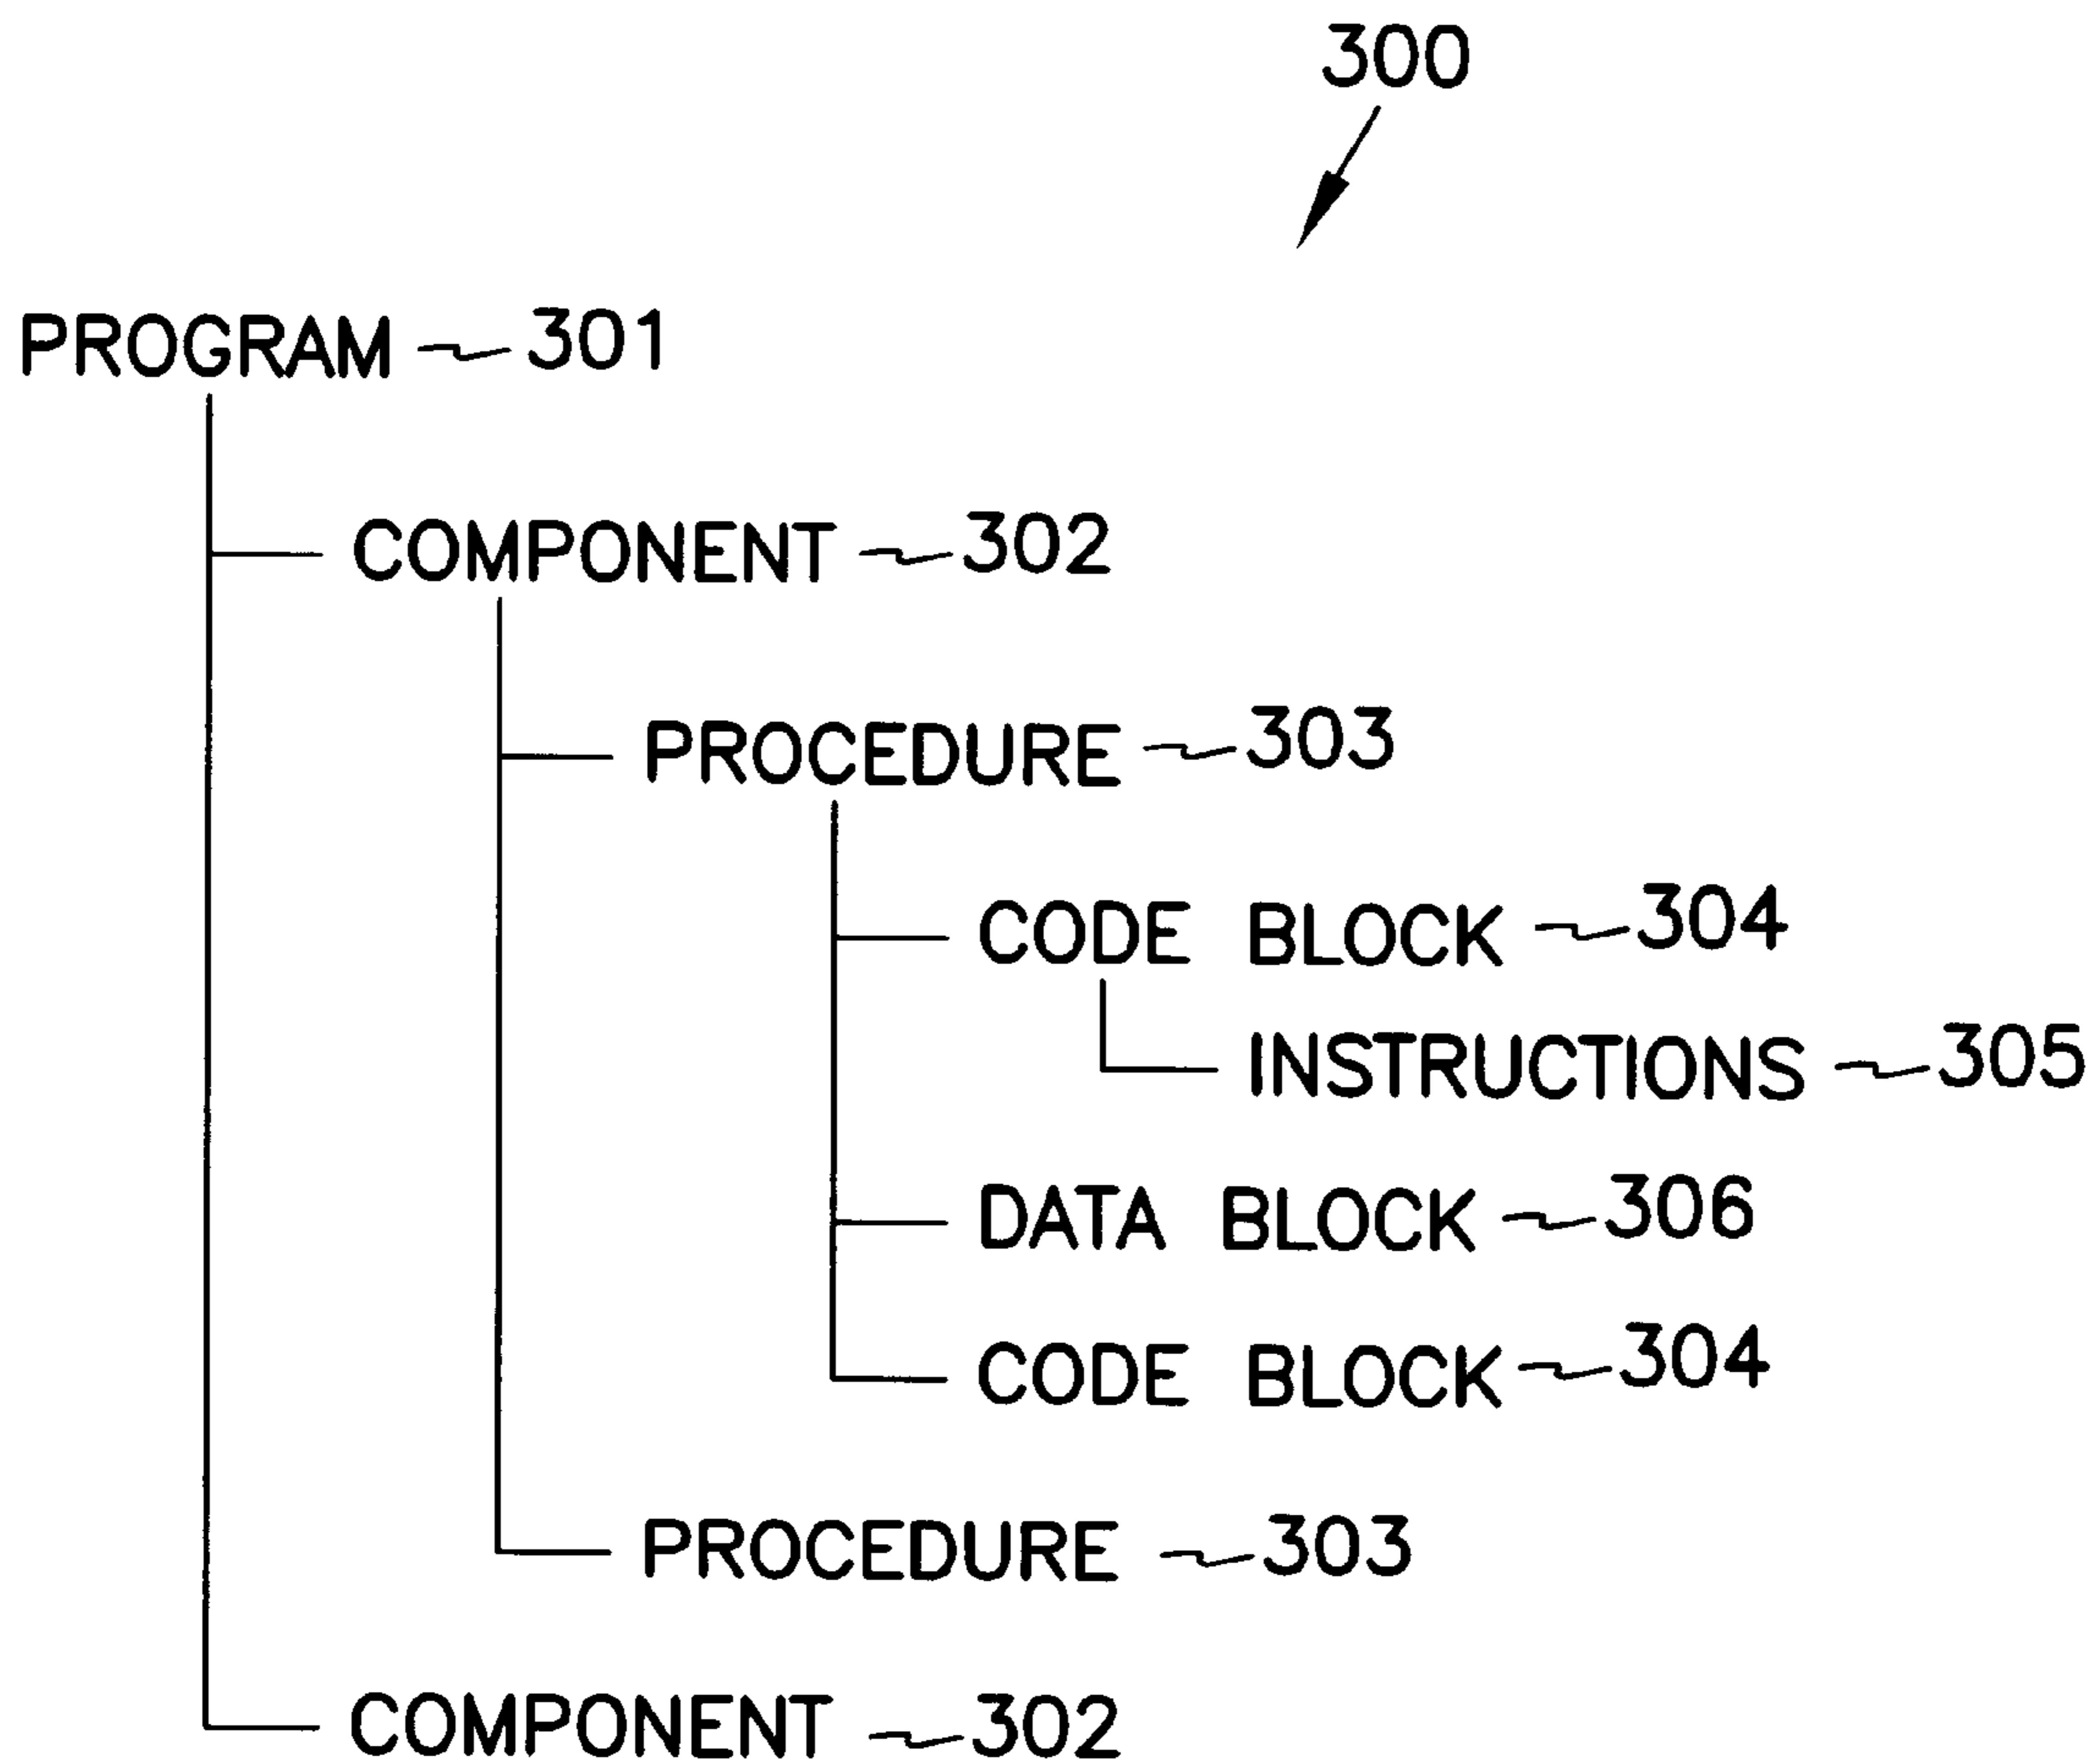 300
PROGRAM 301
COMPONENT 302
PROCEDURE 303
CODE BLOCK 304
INSTRUCTIONS 305
DATA BLOCK 306
CODE BLOCK 304
PROCEDURE 303
COMPONENT 302